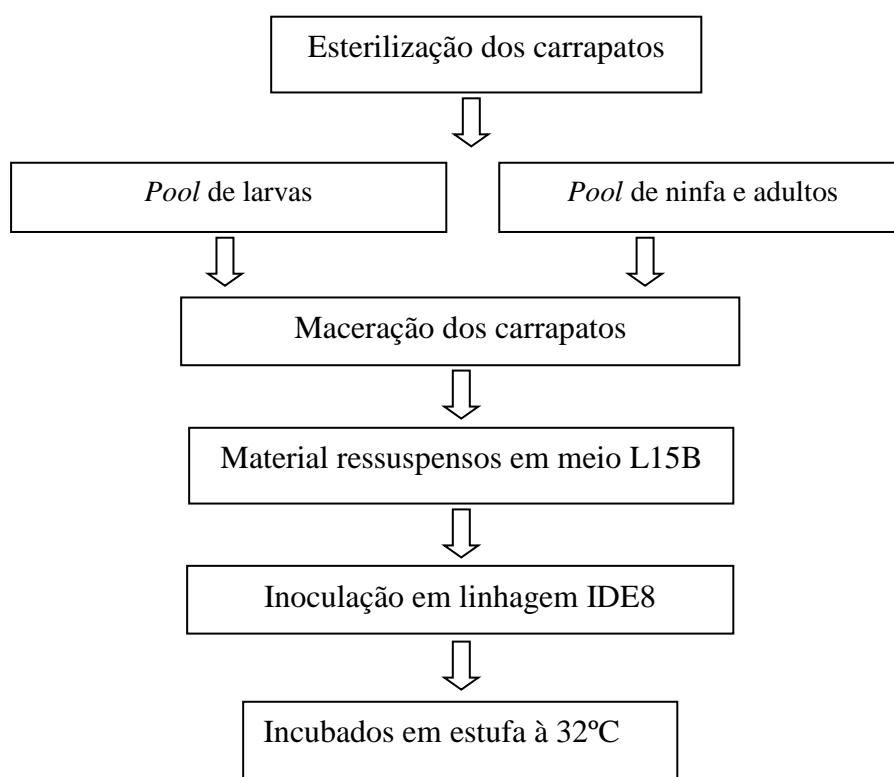 Esterilização dos carrapatos
Pool de larvas
Pool de ninfa e adultos
Maceração dos carrapatos
Material ressuspensos em meio L15B
Inoculação em linhagem IDE8
Incubados em estufa à 32ºC